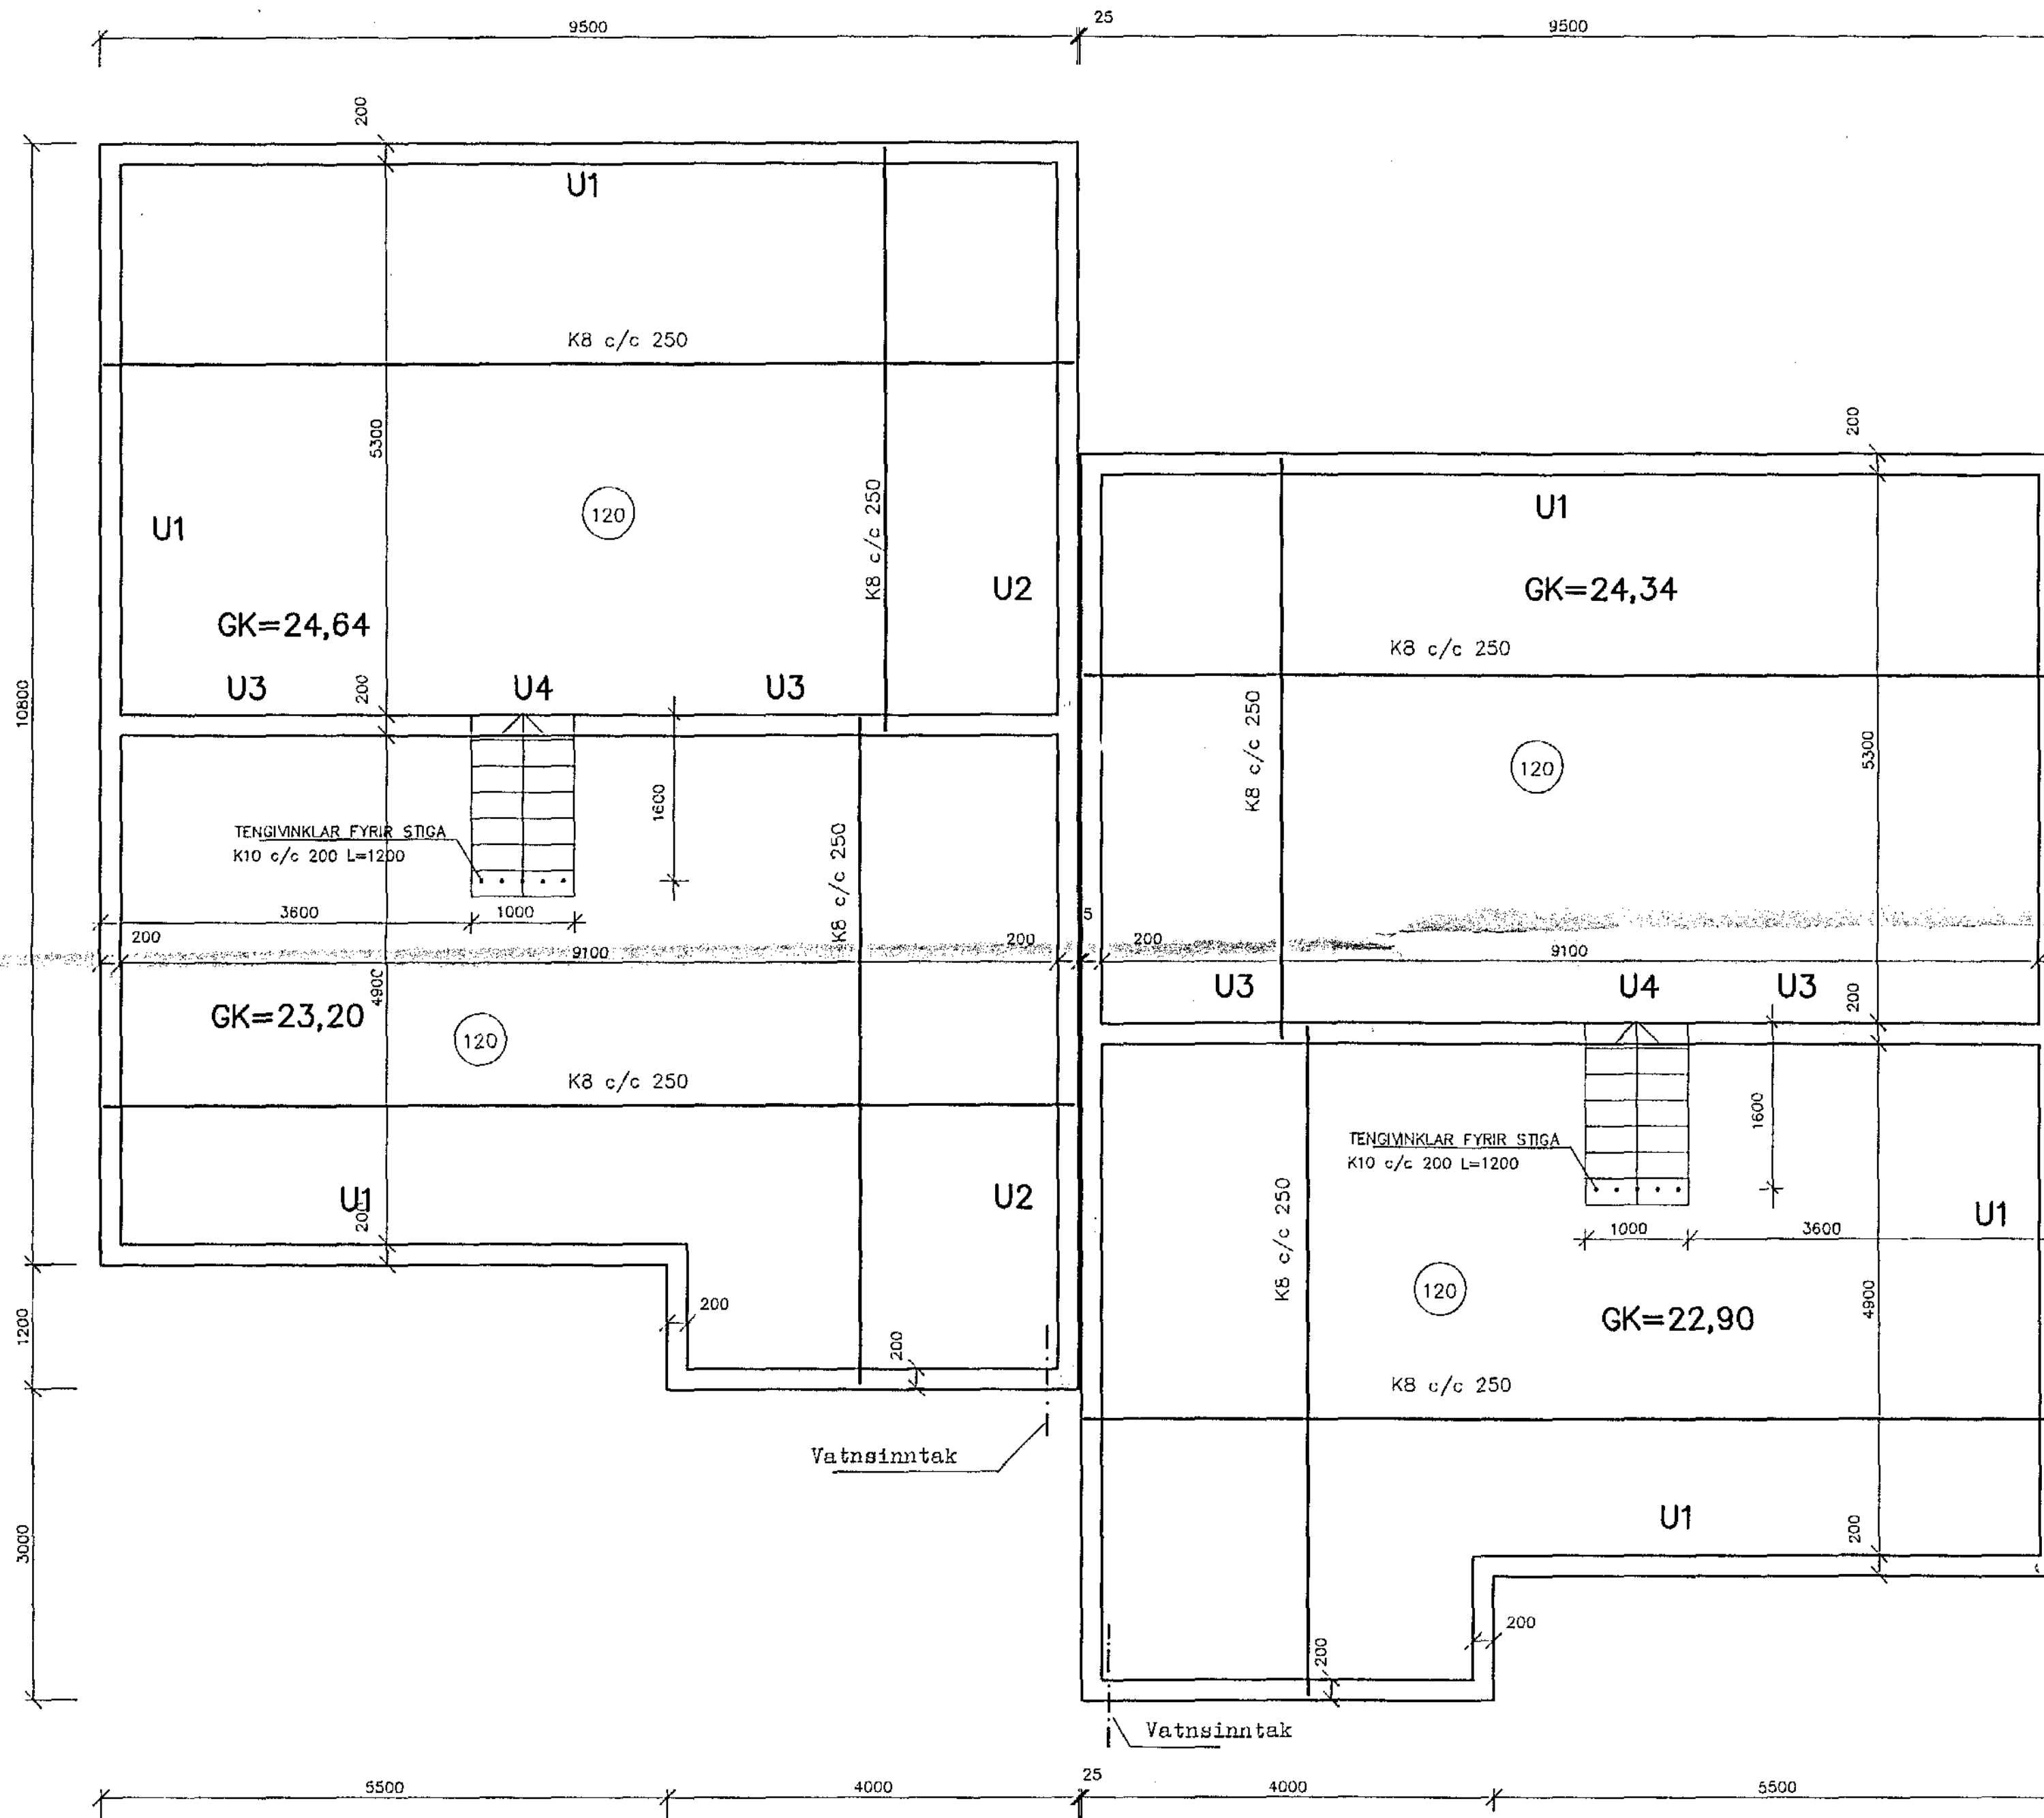 25
9500
9500
200
U1
K8 c/c 250
5300
K8 c/c 250
120
U1
U2
GK=24,64
U3
200
U4
U3
10800
1600
TENGIVINKLAR FYRIR STIGA
K10 c/c 200 L=1200
K8 c/c 250
3600
1000
200
9100
200
4900
GK=23,20
120
K8 c/c 250
U1
200
U2
200
200
1200
Vatnsinntak
3000
200
U1
GK=24,34
K8 c/c 250
K8 c/c 250
120
5300
5
200
9100
U3
U4
U3
200
1600
TENGIVINKLAR FYRIR STIGA
K10 c/c 200 L=1200
K8 c/c 250
1000
3600
U1
120
4900
GK=22,90
K8 c/c 250
U1
200
200
200
Vatnsinntak
5500
4000
25
4000
5500